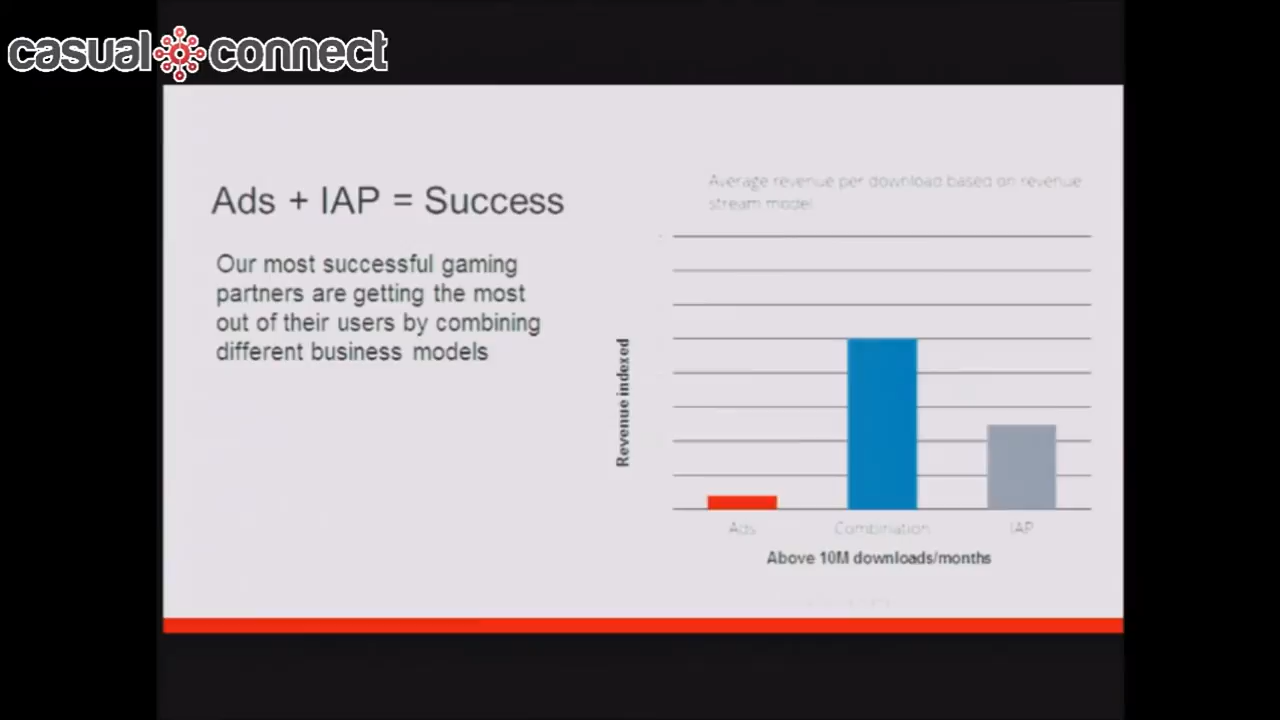 casual connect
Ads + IAP = Success
Our most successful gaming
partners are getting the most
out of their users by combining
different business models
Average revenue per download based on revenue
stream model
Revenue indexed
Ads
Combination
IAP
Above 10M downloads/months